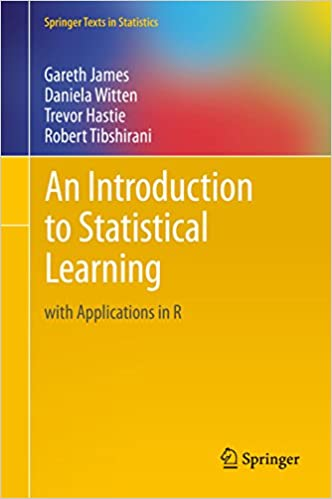 Springer Texts in Statistics
Gareth James
Daniela Witten
Trevor Hastie
Robert Tibshirani
An Introduction
to Statistical
Learning
with Applications in R
Springer